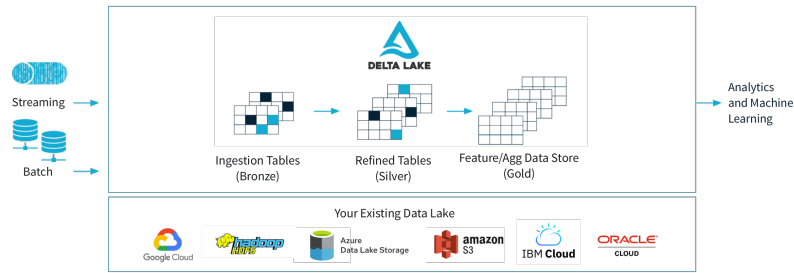 DELTA LAKE
Streaming
Batch
Ingestion Tables
(Bronze)
Refined Tables
(Silver)
Feature/Agg Data Store
(Gold)
Analytics
and Machine
Learning
Your Existing Data Lake
Google Cloud
hadoop
HDFS
Azure
Data Lake Storage
amazon
S3
IBM Cloud
ORACLE
CLOUD